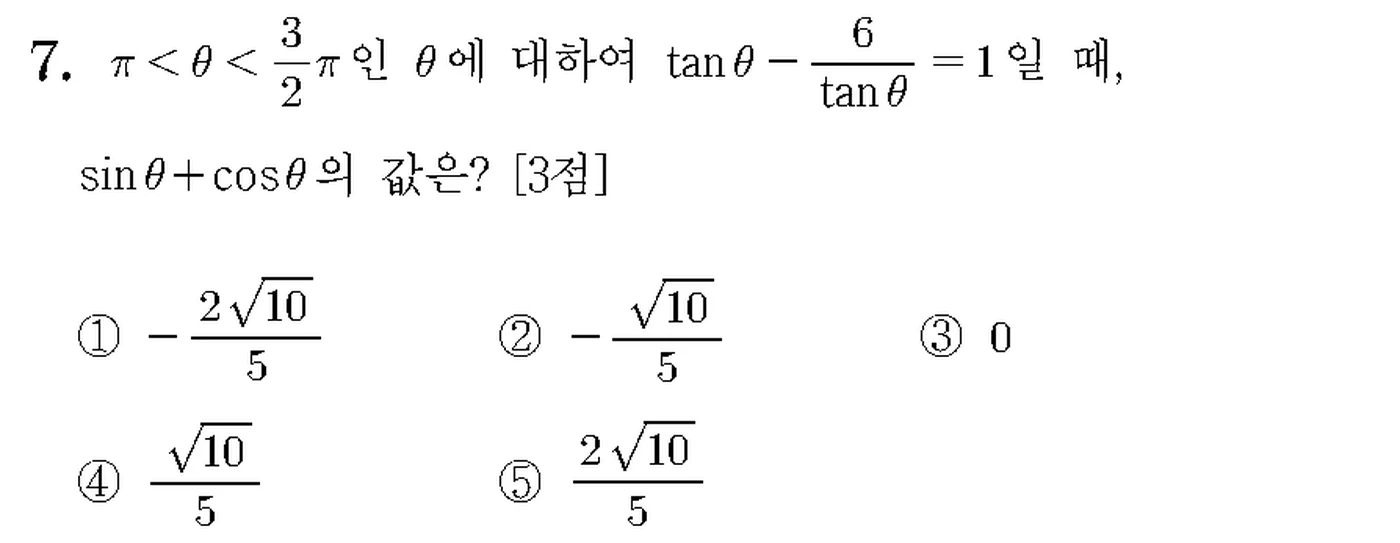 7. π < θ < 3/2 π 인 θ에 대하여 tanθ − 6/tanθ = 1 일 때,
sinθ + cosθ의 값은? [3점]
① −2√10/5 ② −√10/5 ③ 0
④ √10/5 ⑤ 2√10/5